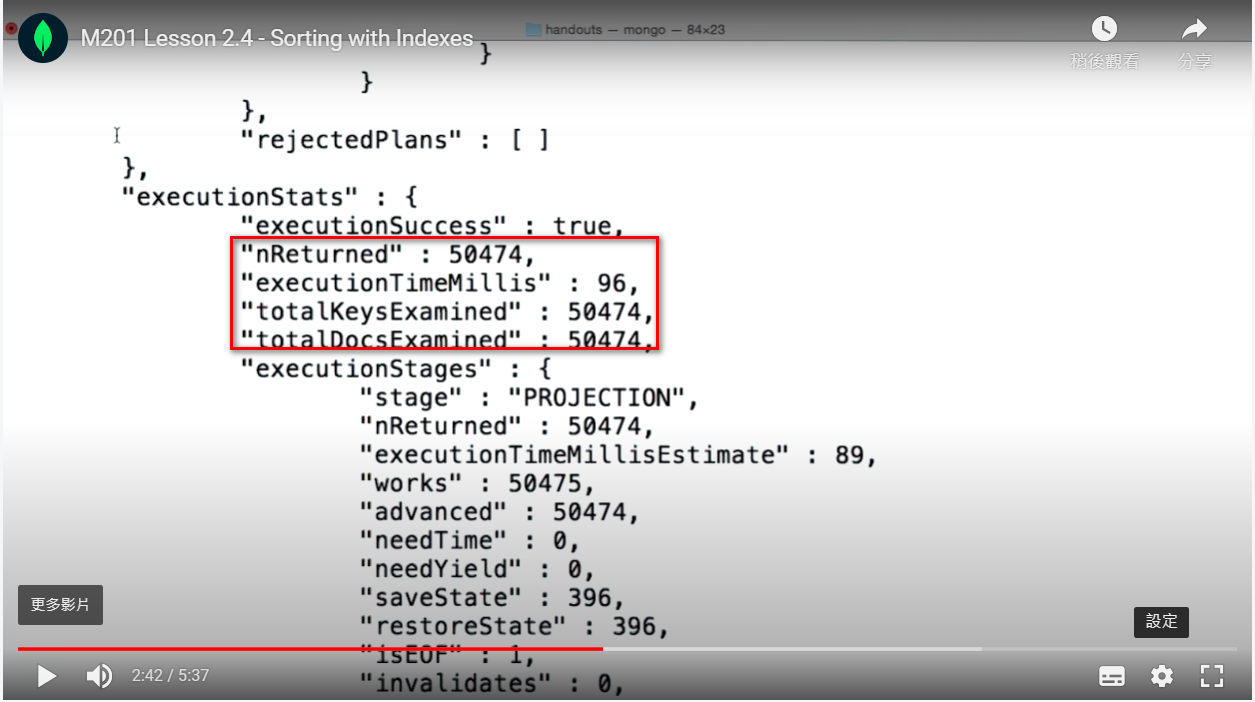 handouts — mongo — 84×23
M201 Lesson 2.4 - Sorting with Indexes
稍後觀看
分享
}
}
},
"rejectedPlans" : [ ]
},
"executionStats" : {
"executionSuccess" : true,
"nReturned" : 50474,
"executionTimeMillis" : 96,
"totalKeysExamined" : 50474,
"totalDocsExamined" : 50474,
"executionStages" : {
"stage" : "PROJECTION",
"nReturned" : 50474,
"executionTimeMillisEstimate" : 89,
"works" : 50475,
"advanced" : 50474,
"needTime" : 0,
"needYield" : 0,
"saveState" : 396,
"restoreState" : 396,
"isEOF" : 1,
"invalidates" : 0,
更多影片
設定
2:42 / 5:37